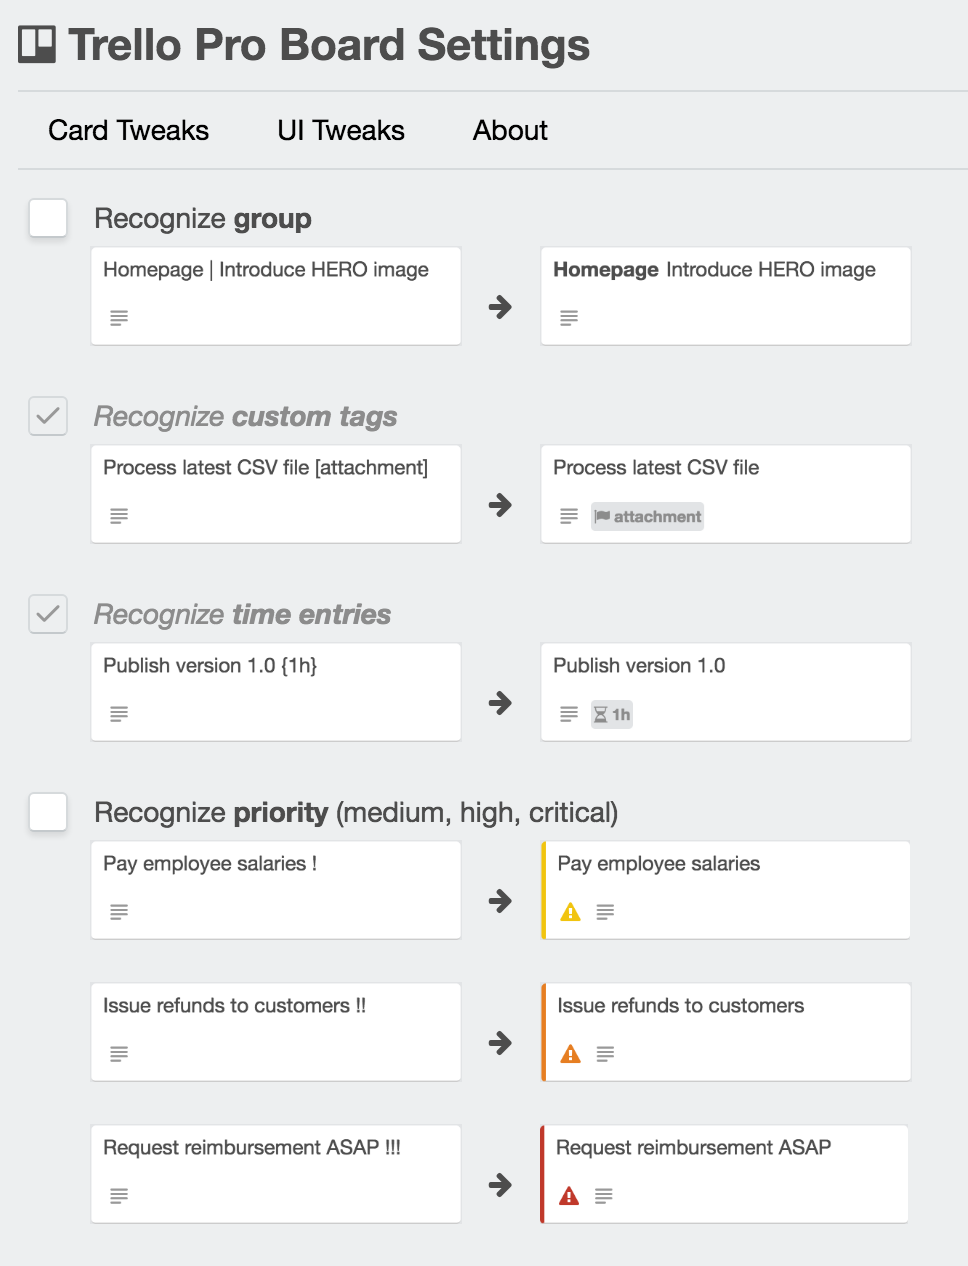 Trello Pro Board Settings
Card Tweaks UI Tweaks About
Recognize group
Homepage | Introduce HERO image
Homepage Introduce HERO image
Recognize custom tags
Process latest CSV file [attachment]
Process latest CSV file
attachment
Recognize time entries
Publish version 1.0 {1h}
Publish version 1.0
1h
Recognize priority (medium, high, critical)
Pay employee salaries !
Pay employee salaries
Issue refunds to customers !!
Issue refunds to customers
Request reimbursement ASAP !!!
Request reimbursement ASAP